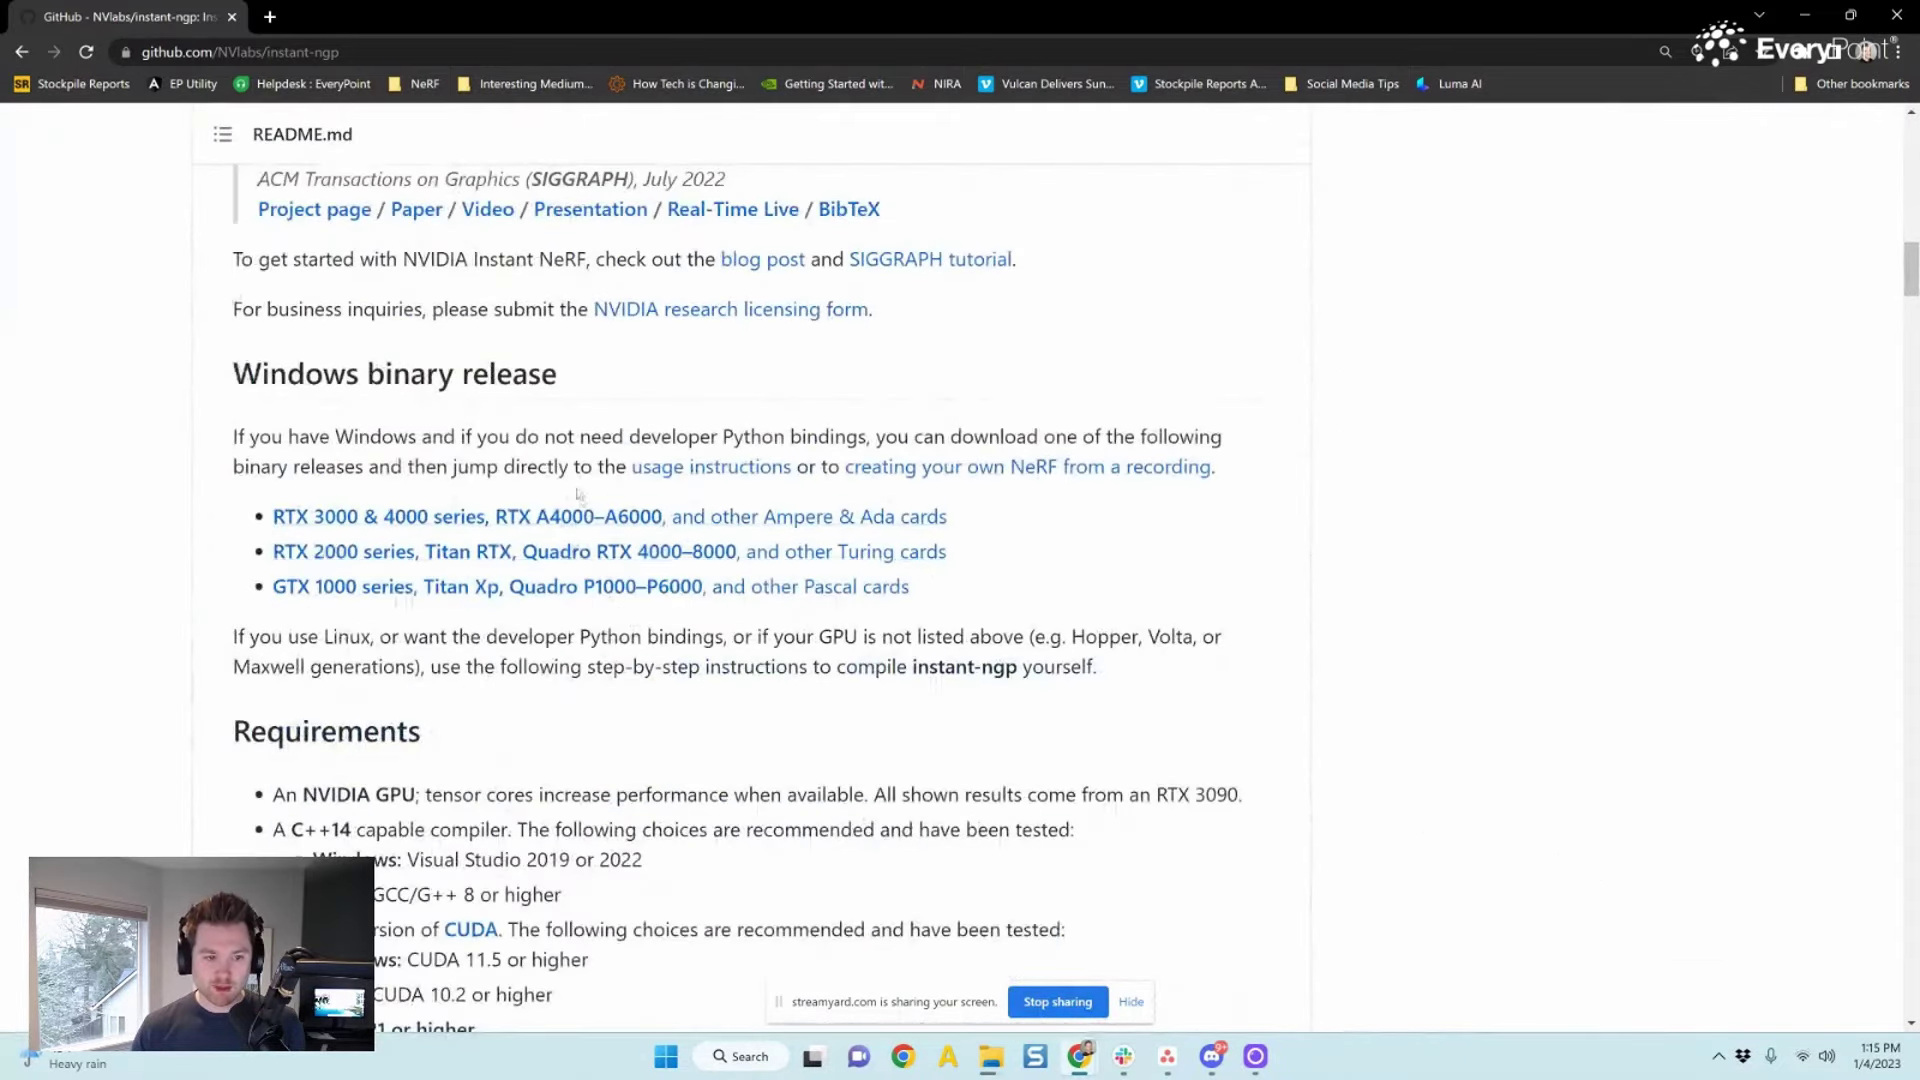 GitHub - NVlabs/instant-ngp: Ins
github.com/NVlabs/instant-ngp
EveryPoint®
SR Stockpile Reports
EP Utility
Helpdesk : EveryPoint
NeRF
Interesting Medium...
How Tech is Changi...
Getting Started wit...
NIRA
Vulcan Delivers Sun...
Stockpile Reports A...
Social Media Tips
Luma AI
Other bookmarks
README.md
ACM Transactions on Graphics (SIGGRAPH), July 2022
Project page / Paper / Video / Presentation / Real-Time Live / BibTeX
To get started with NVIDIA Instant NeRF, check out the blog post and SIGGRAPH tutorial.
For business inquiries, please submit the NVIDIA research licensing form.
Windows binary release
If you have Windows and if you do not need developer Python bindings, you can download one of the following
binary releases and then jump directly to the usage instructions or to creating your own NeRF from a recording.
• RTX 3000 & 4000 series, RTX A4000–A6000, and other Ampere & Ada cards
• RTX 2000 series, Titan RTX, Quadro RTX 4000–8000, and other Turing cards
• GTX 1000 series, Titan Xp, Quadro P1000–P6000, and other Pascal cards
If you use Linux, or want the developer Python bindings, or if your GPU is not listed above (e.g. Hopper, Volta, or
Maxwell generations), use the following step-by-step instructions to compile instant-ngp yourself.
Requirements
• An NVIDIA GPU; tensor cores increase performance when available. All shown results come from an RTX 3090.
• A C++14 capable compiler. The following choices are recommended and have been tested:
Windows: Visual Studio 2019 or 2022
GCC/G++ 8 or higher
rsion of CUDA. The following choices are recommended and have been tested:
ws: CUDA 11.5 or higher
CUDA 10.2 or higher
1 or higher
streamyard.com is sharing your screen.
Stop sharing
Hide
Heavy rain
Search
9+
1:15 PM
1/4/2023